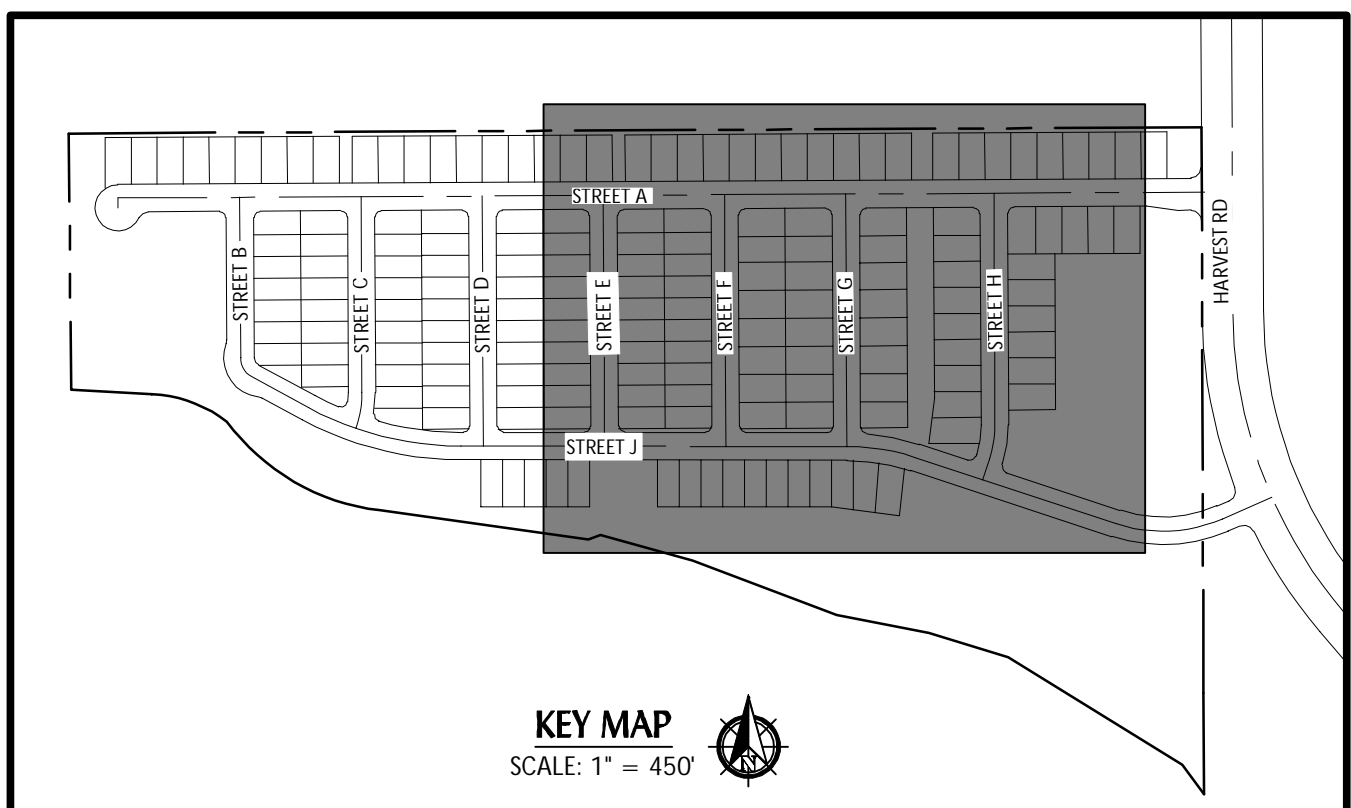 STREET A
STREET B
STREET C
STREET D
STREET E
STREET F
STREET G
STREET H
HARVEST RD
STREET J
KEY MAP
N
SCALE: 1" = 450'